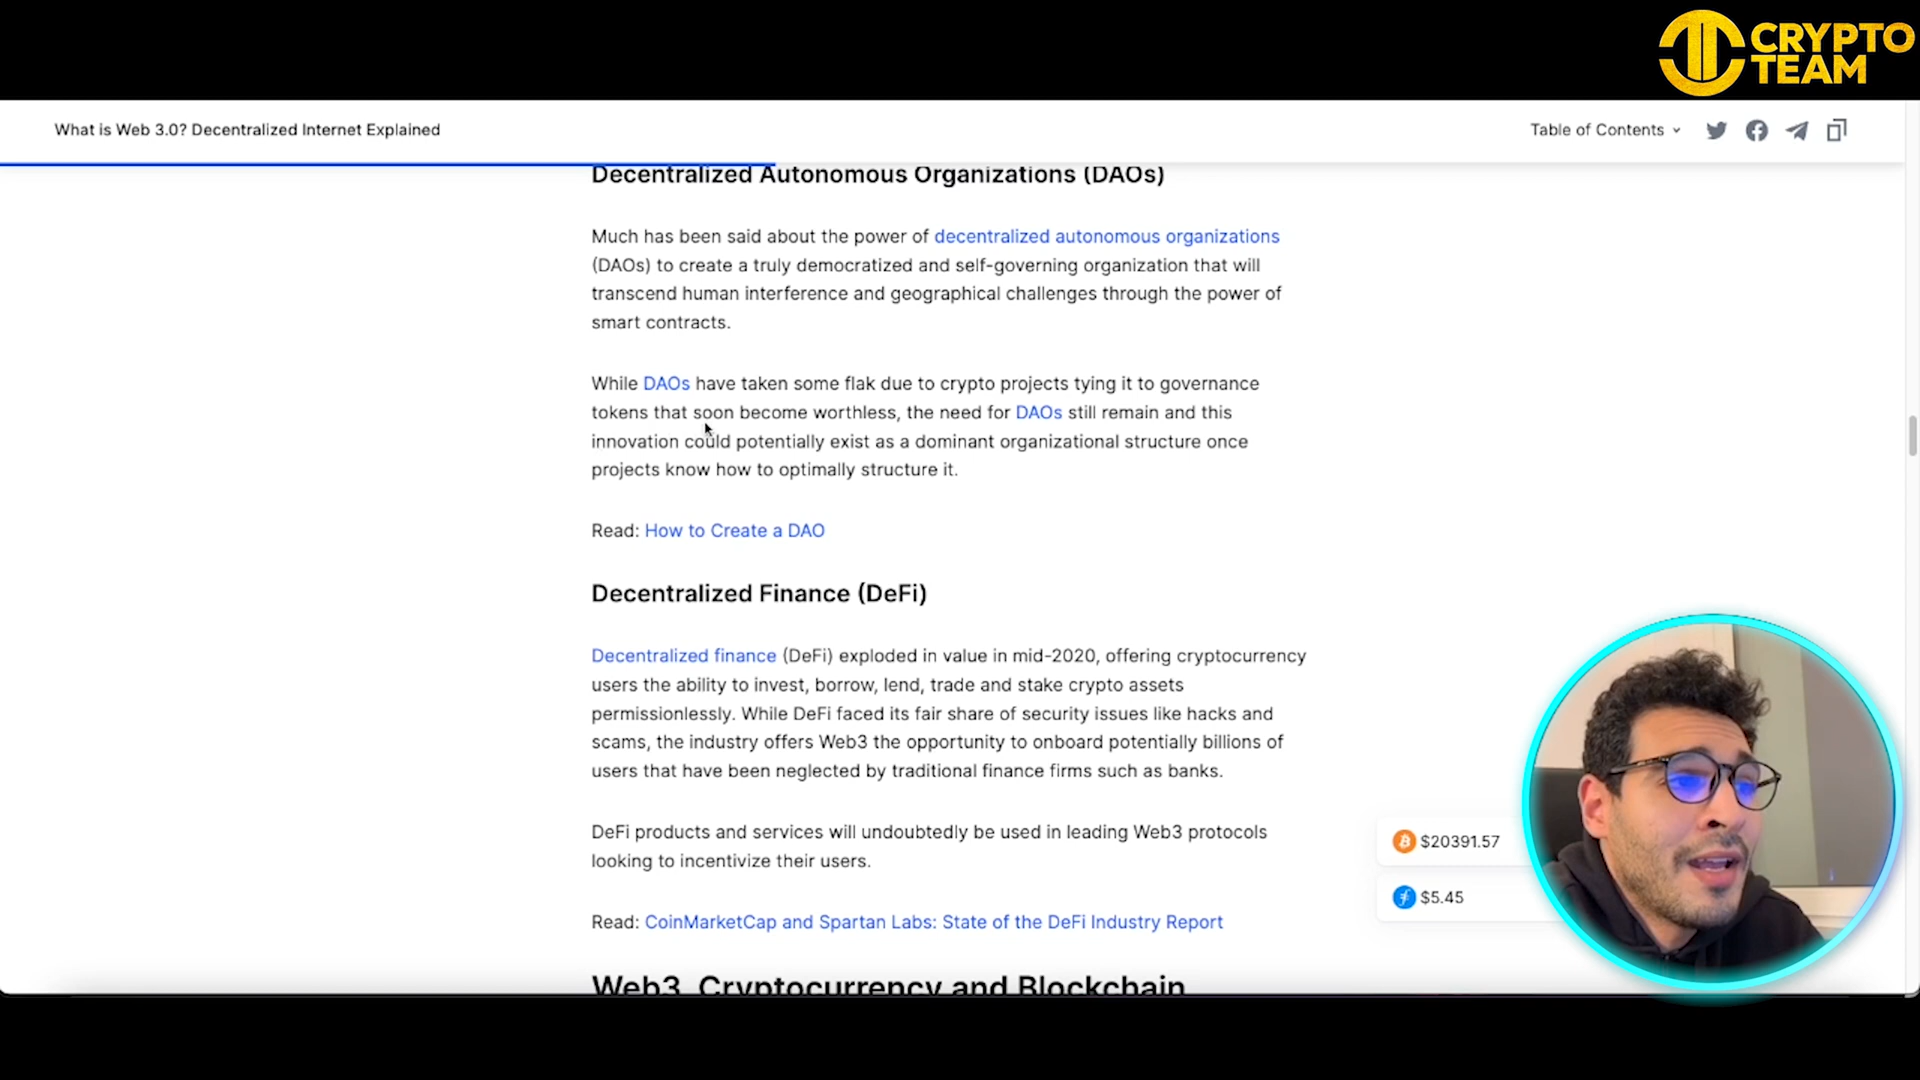 CRYPTO
TEAM
What is Web 3.0? Decentralized Internet Explained
Table of Contents
Decentralized Autonomous Organizations (DAOs)
Much has been said about the power of decentralized autonomous organizations
(DAOs) to create a truly democratized and self-governing organization that will
transcend human interference and geographical challenges through the power of
smart contracts.
While DAOs have taken some flak due to crypto projects tying it to governance
tokens that soon become worthless, the need for DAOs still remain and this
innovation could potentially exist as a dominant organizational structure once
projects know how to optimally structure it.
Read: How to Create a DAO
Decentralized Finance (DeFi)
Decentralized finance (DeFi) exploded in value in mid-2020, offering cryptocurrency
users the ability to invest, borrow, lend, trade and stake crypto assets
permissionlessly. While DeFi faced its fair share of security issues like hacks and
scams, the industry offers Web3 the opportunity to onboard potentially billions of
users that have been neglected by traditional finance firms such as banks.
DeFi products and services will undoubtedly be used in leading Web3 protocols
looking to incentivize their users.
$20391.57
$5.45
Read: CoinMarketCap and Spartan Labs: State of the DeFi Industry Report
Web3, Cryptocurrency and Blockchain